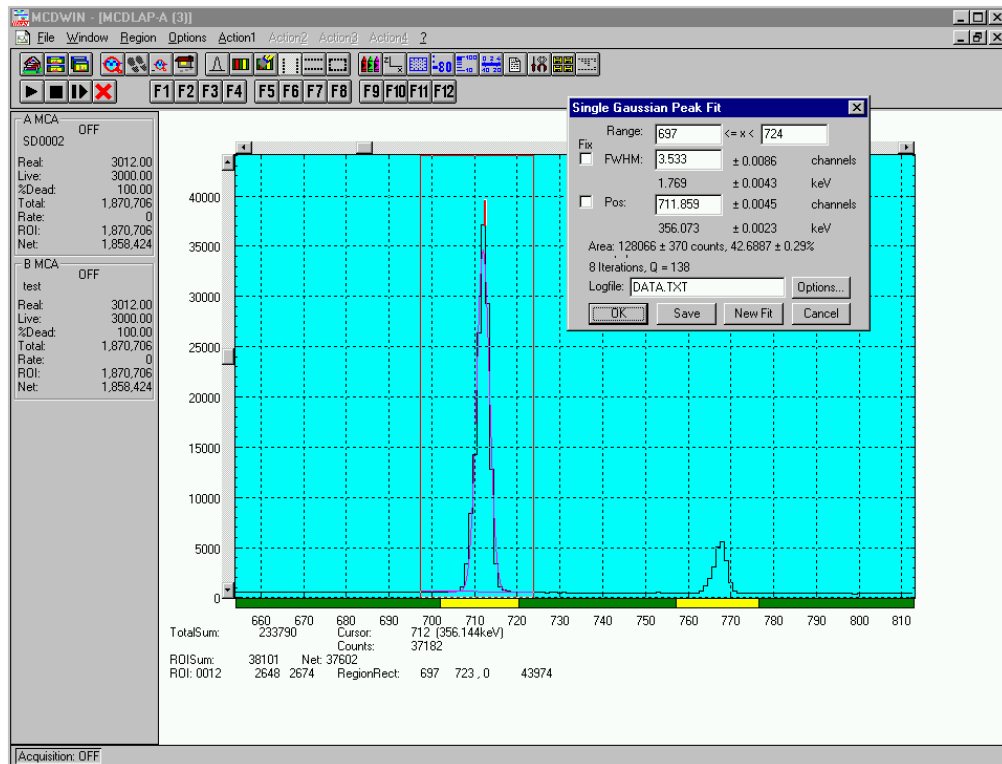 MCDWIN - [MCDLAP-A (3)]
File Window Region Options Action1 Action2 Action3 Action4 ?
F1 F2 F3 F4 F5 F6 F7 F8 F9 F10 F11 F12
A MCA
OFF
SD0002
Real: 3012.00
Live: 3000.00
%Dead: 100.00
Total: 1,870,706
Rate: 0
ROI: 1,870,706
Net: 1,858,424
B MCA
OFF
test
Real: 3012.00
Live: 3000.00
%Dead: 100.00
Total: 1,870,706
Rate: 0
ROI: 1,870,706
Net: 1,858,424
40000
35000
30000
25000
20000
15000
10000
5000
0
660 670 680 690 700 710 720 730 740 750 760 770 780 790 800 810
Single Gaussian Peak Fit
Range: 697 <= x < 724
Fix
FWHM: 3.533 ± 0.0086 channels
1.769 ± 0.0043 keV
Pos: 711.859 ± 0.0045 channels
356.073 ± 0.0023 keV
Area: 128066 ± 370 counts, 42.6887 ± 0.29%
8 Iterations, Q = 138
Logfile: DATA.TXT Options...
OK Save New Fit Cancel
TotalSum: 233790 Cursor: 712 (356.144keV)
Counts: 37182
ROISum: 38101 Net: 37602
ROI: 0012 2648 2674 RegionRect: 697 723 , 0 43974
Acquisition: OFF